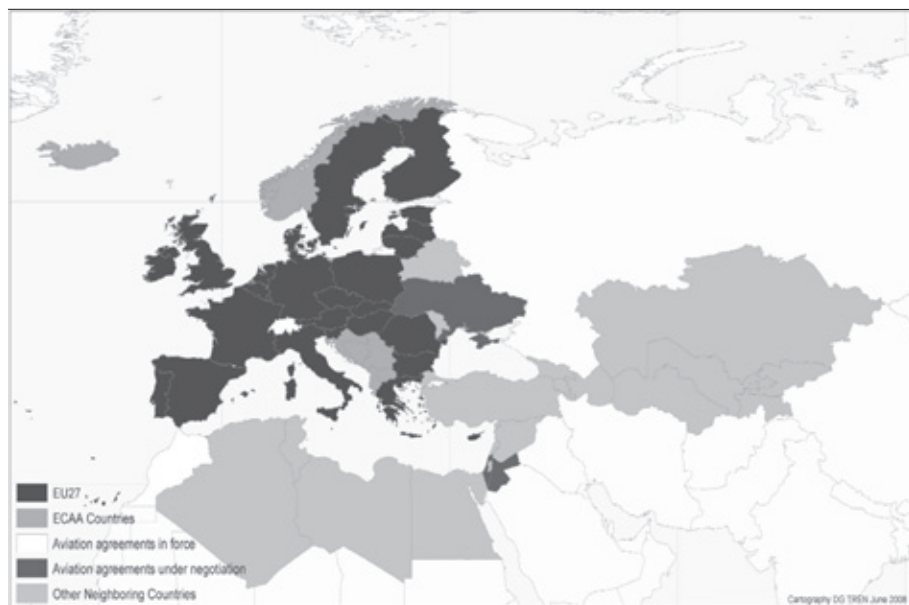 EU27
ECAA Countries
Aviation agreements in force
Aviation agreements under negotiation
Other Neighboring Countries
Cartography DG TREN June 2008